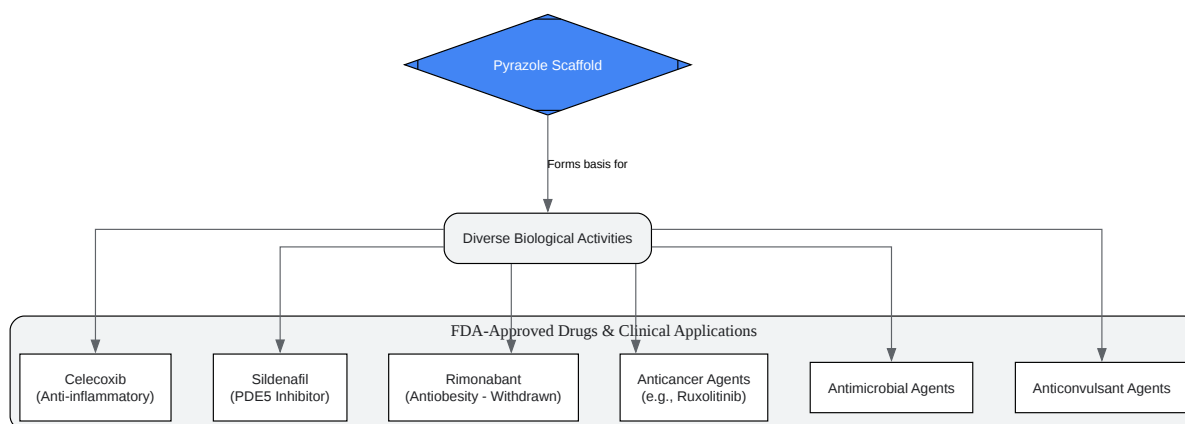 Pyrazole Scaffold
Forms basis for
Diverse Biological Activities
FDA-Approved Drugs & Clinical Applications
Celecoxib
(Anti-inflammatory)
Sildenafil
(PDE5 Inhibitor)
Rimonabant
(Antiobesity - Withdrawn)
Anticancer Agents
(e.g., Ruxolitinib)
Antimicrobial Agents
Anticonvulsant Agents